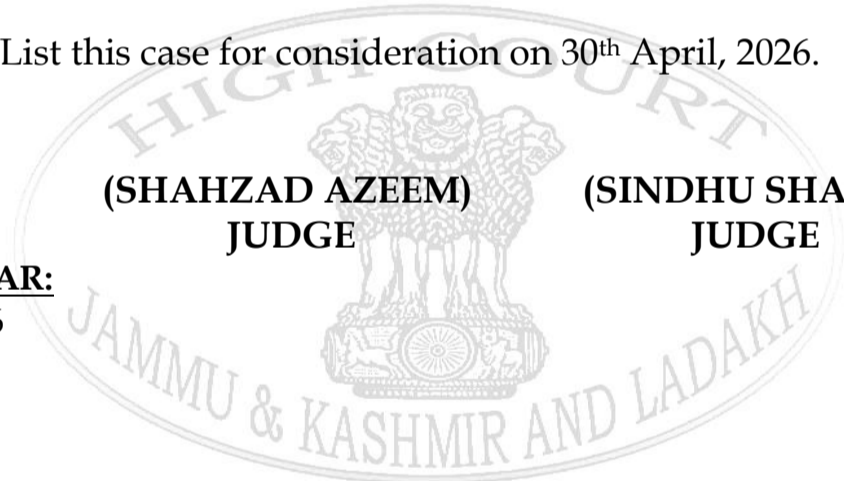 List this case for consideration on 30th April, 2026.
HIGH COURT
(SHAHZAD AZEEM) (SINDHU SHA
JUDGE JUDGE
AR:
JAMMU & KASHMIR AND LADAKH